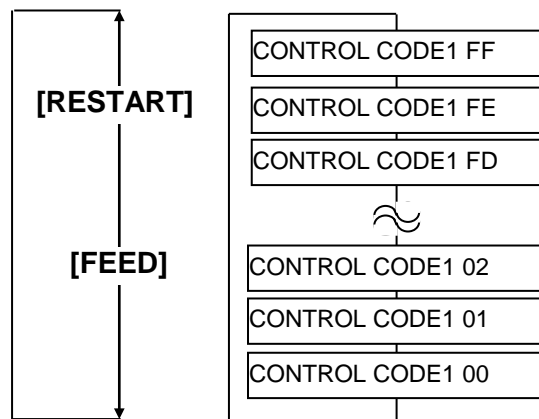 CONTROL CODE1 FF
[RESTART]
CONTROL CODE1 FE
CONTROL CODE1 FD
[FEED]
CONTROL CODE1 02
CONTROL CODE1 01
CONTROL CODE1 00